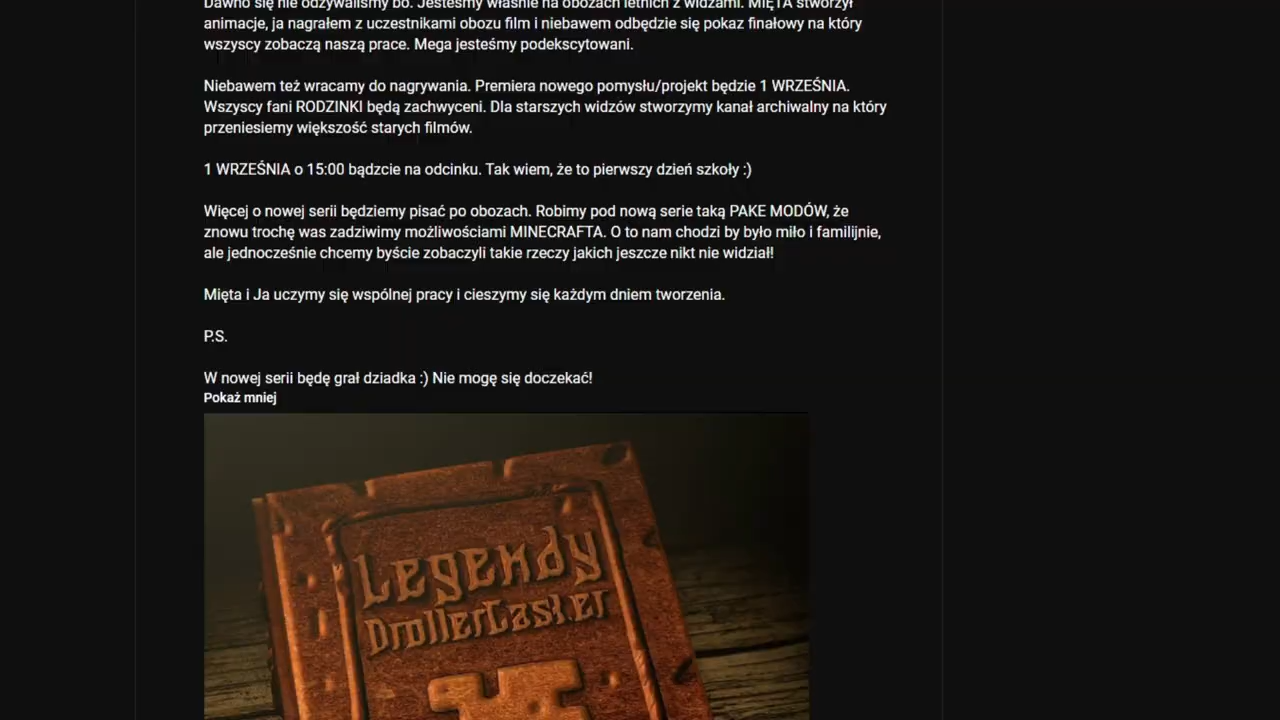 Dawno się nie odzywaliśmy bo. Jesteśmy właśnie na obozach letnich z widzami. MIĘTA stworzył
animacje, ja nagrałem z uczestnikami obozu film i niebawem odbędzie się pokaz finałowy na który
wszyscy zobaczą naszą prace. Mega jesteśmy podekscytowani.
Niebawem też wracamy do nagrywania. Premiera nowego pomysłu/projekt będzie 1 WRZEŚNIA.
Wszyscy fani RODZINKI będą zachwyceni. Dla starszych widzów stworzymy kanał archiwalny na który
przeniesiemy większość starych filmów.
1 WRZEŚNIA o 15:00 bądzcie na odcinku. Tak wiem, że to pierwszy dzień szkoły :)
Więcej o nowej serii będziemy pisać po obozach. Robimy pod nową serie taką PAKE MODÓW, że
znowu trochę was zadziwimy możliwościami MINECRAFTA. O to nam chodzi by było miło i familijnie,
ale jednocześnie chcemy byście zobaczyli takie rzeczy jakich jeszcze nikt nie widział!
Mięta i Ja uczymy się wspólnej pracy i cieszymy się każdym dniem tworzenia.
P.S.
W nowej serii będę grał dziadka :) Nie mogę się doczekać!
Pokaż mniej
Legendy
DrollerCaster